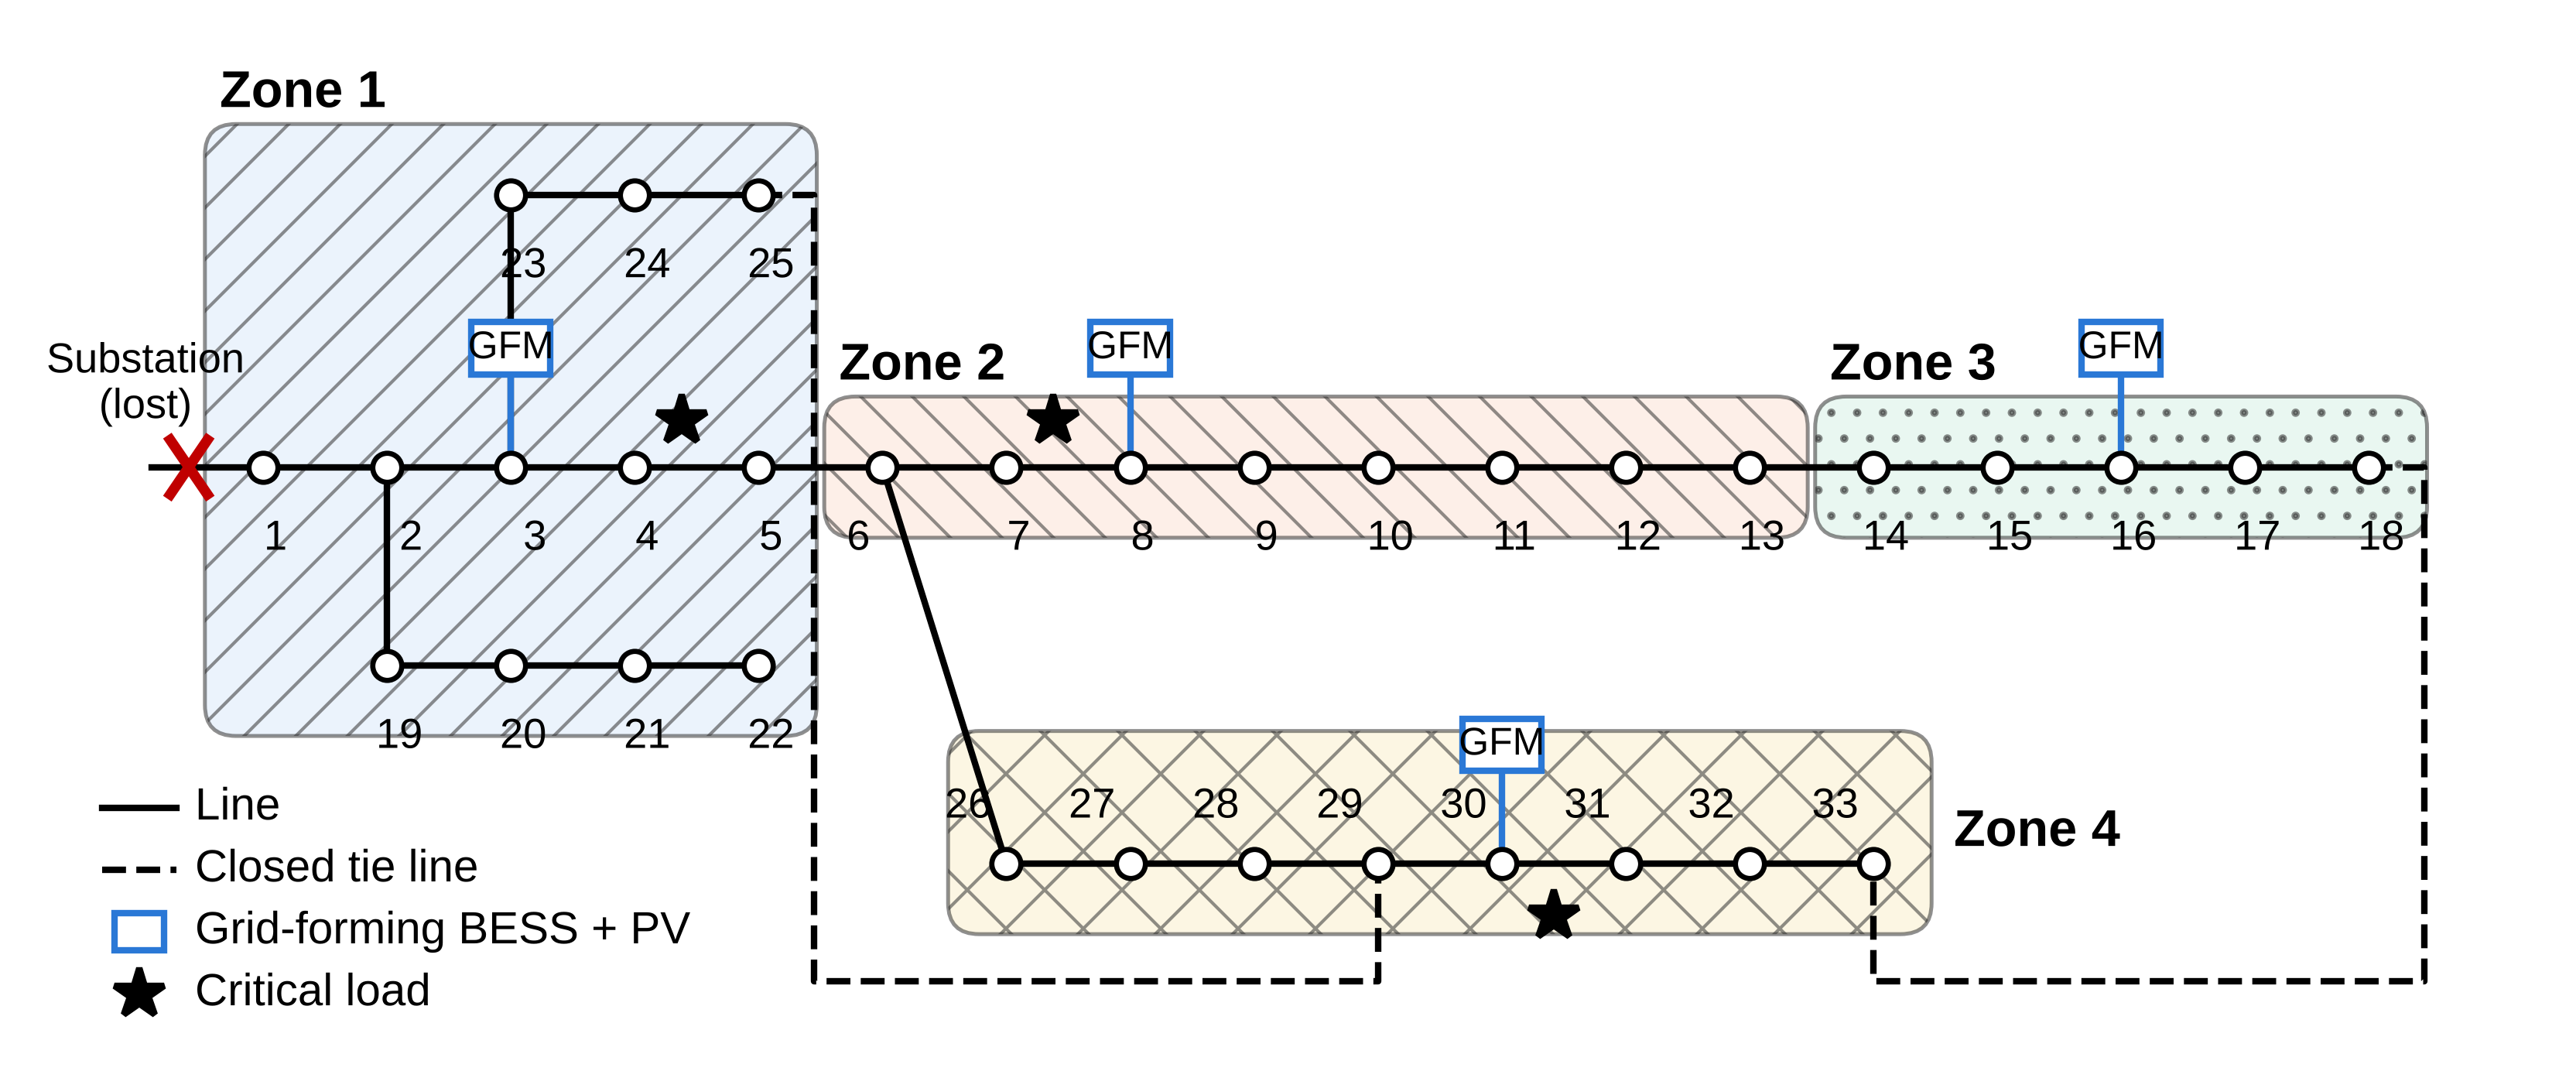 Zone 1
23 24 25
GFM
Substation
(lost)
Zone 2
GFM
Zone 3
GFM
1 2 3 4 5 6 7 8 9 10 11 12 13 14 15 16 17 18
19 20 21 22
GFM
26 27 28 29 30 31 32 33
Zone 4
Line
Closed tie line
Grid-forming BESS + PV
Critical load